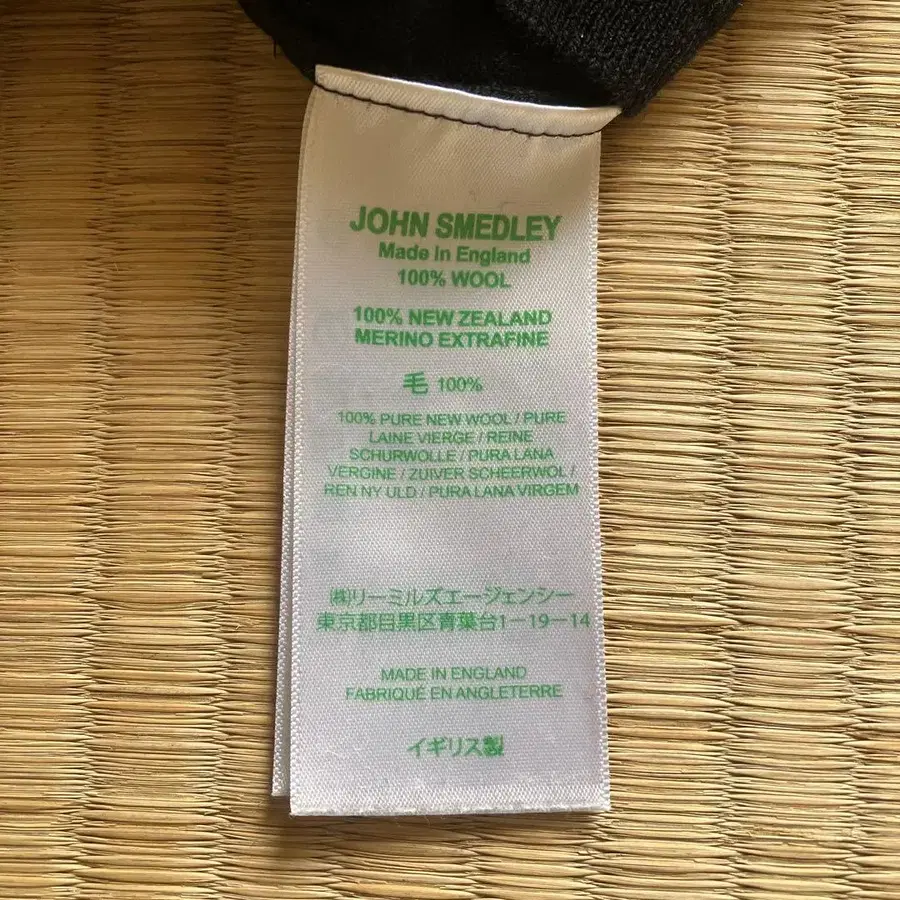 JOHN SMEDLEY
Made in England
100% WOOL
100% NEW ZEALAND
MERINO EXTRAFINE
毛 100%
100% PURE NEW WOOL / PURE
LAINE VIERGE / REINE
SCHURWOLLE / PURA LANA
VERGINE / ZUIVER SCHEERWOL /
REN NY ULD / PURA LANA VIRGEM
㈱リーミルズエージェンシー
東京都目黒区青葉台1-19-14
MADE IN ENGLAND
FABRIQUÉ EN ANGLETERRE
イギリス製